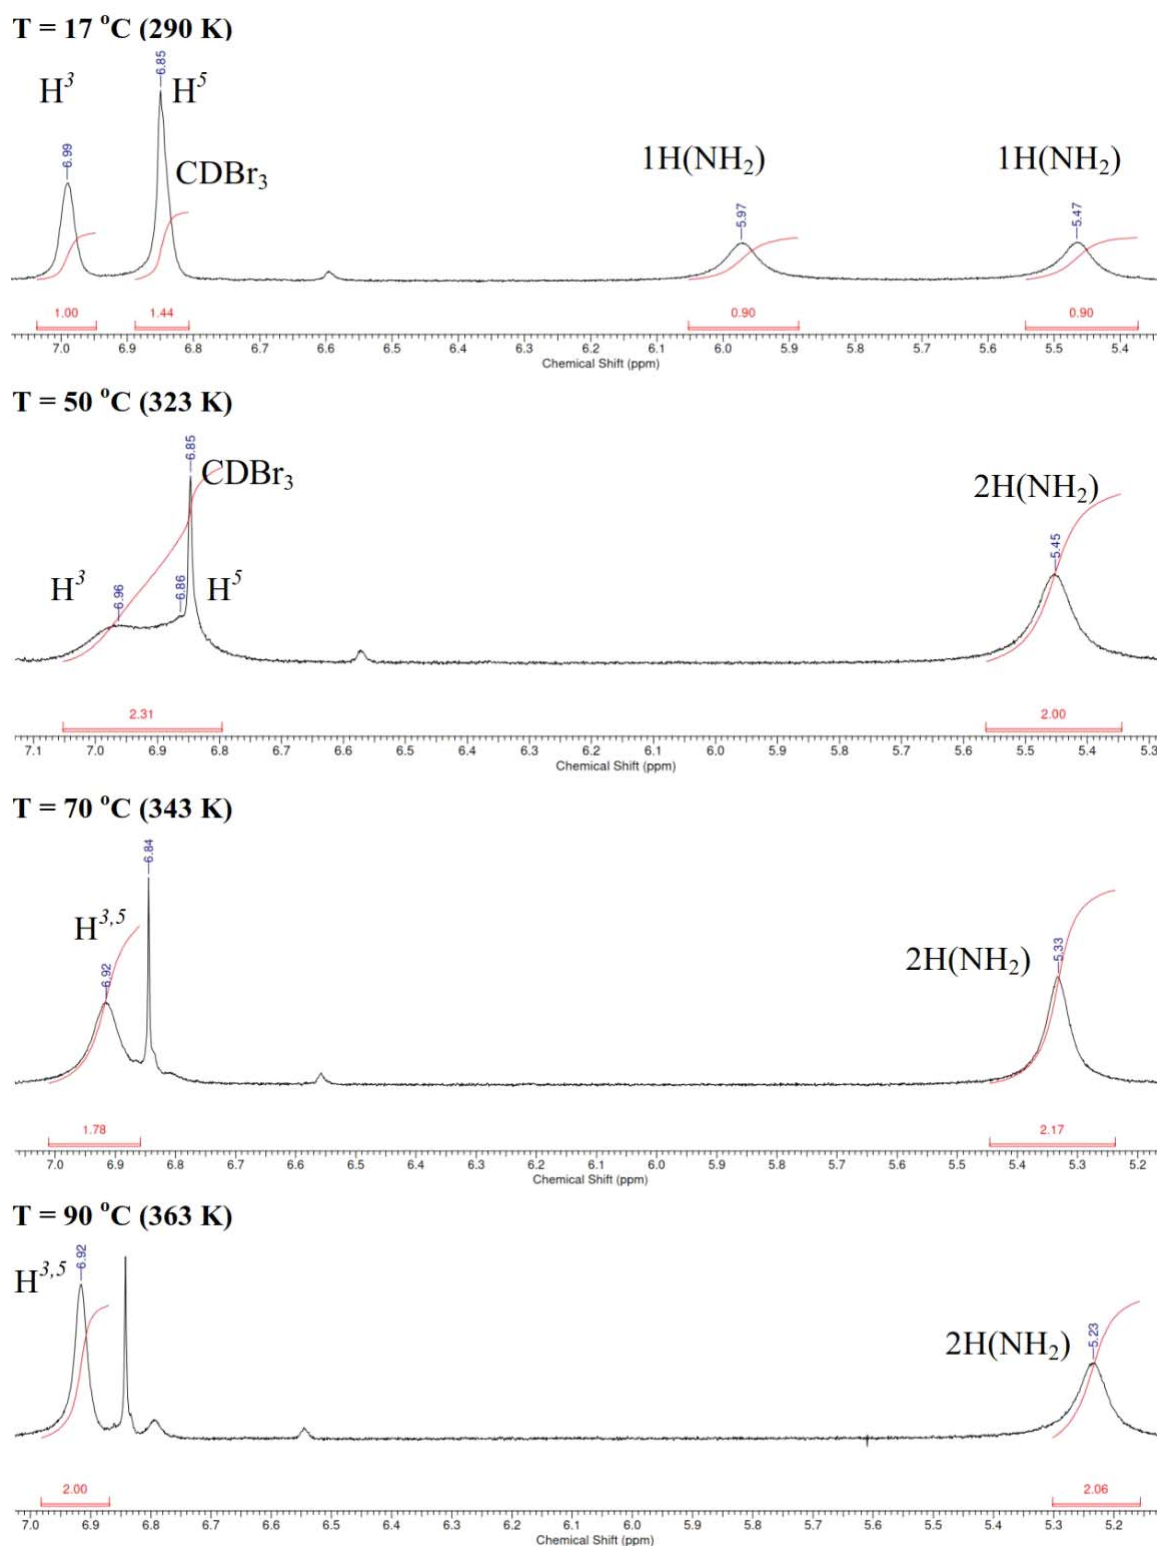 T = 17 °C (290 K)
6.85
H³
H⁵
6.99
CDBr₃
1H(NH₂)
1H(NH₂)
5.97
5.47
1.00
1.44
0.90
0.90
7.0 6.9 6.8 6.7 6.6 6.5 6.4 6.3 6.2 6.1 6.0 5.9 5.8 5.7 5.6 5.5 5.4
Chemical Shift (ppm)
T = 50 °C (323 K)
6.85
CDBr₃
2H(NH₂)
H³
6.96
6.86
H⁵
5.45
2.31
2.00
7.1 7.0 6.9 6.8 6.7 6.6 6.5 6.4 6.3 6.2 6.1 6.0 5.9 5.8 5.7 5.6 5.5 5.4 5.3
Chemical Shift (ppm)
T = 70 °C (343 K)
6.84
H³,⁵
6.92
2H(NH₂)
5.33
1.78
2.17
7.0 6.9 6.8 6.7 6.6 6.5 6.4 6.3 6.2 6.1 6.0 5.9 5.8 5.7 5.6 5.5 5.4 5.3 5.2
Chemical Shift (ppm)
T = 90 °C (363 K)
H³,⁵
6.92
2H(NH₂)
5.23
2.00
2.06
7.0 6.9 6.8 6.7 6.6 6.5 6.4 6.3 6.2 6.1 6.0 5.9 5.8 5.7 5.6 5.5 5.4 5.3 5.2
Chemical Shift (ppm)